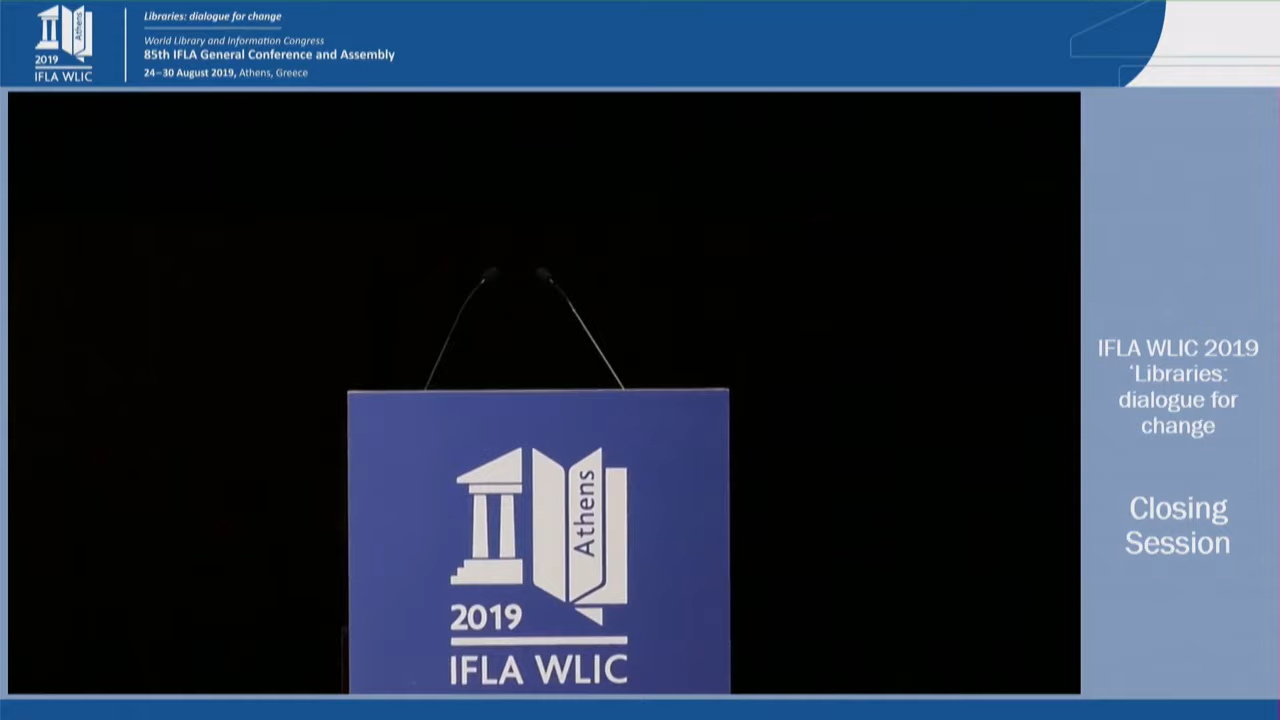 Athens
2019
IFLA WLIC
Libraries: dialogue for change
World Library and Information Congress
85th IFLA General Conference and Assembly
24–30 August 2019, Athens, Greece
Athens
2019
IFLA WLIC
IFLA WLIC 2019
‘Libraries:
dialogue for
change
Closing
Session